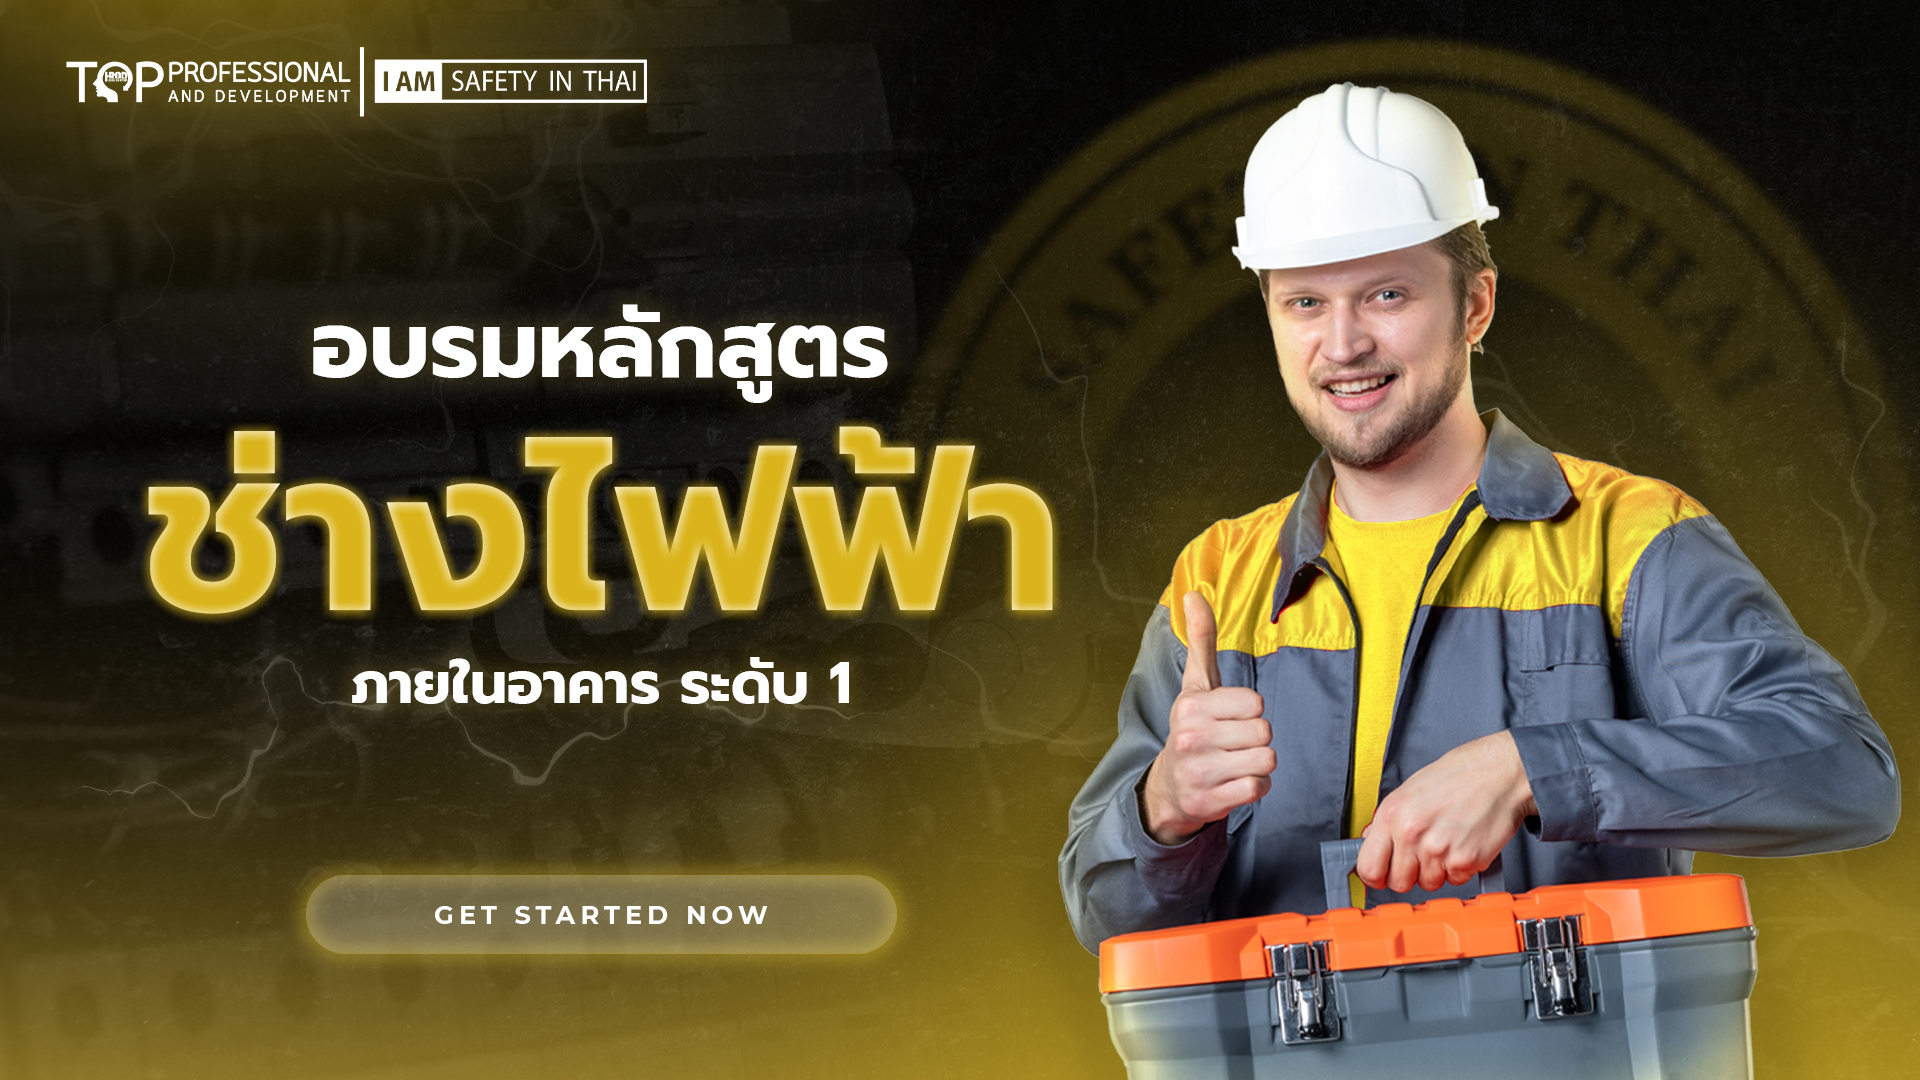 TOP PROFESSIONAL
AND DEVELOPMENT
I AM SAFETY IN THAI
อบรมหลักสูตร
ช่างไฟฟ้า
ภายในอาคาร ระดับ 1
GET STARTED NOW